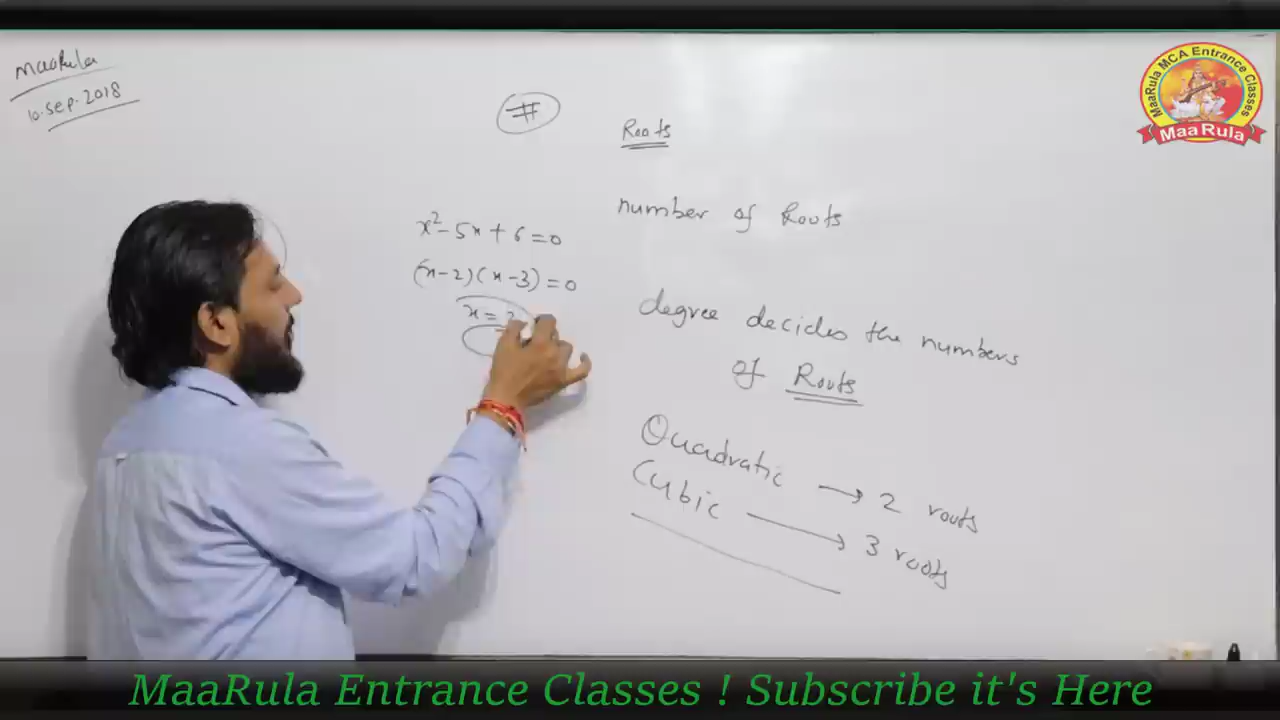 MaaRula
10-Sep-2018
#
Roots
number of Roots
x²-5x+6=0
(x-2)(x-3)=0
x=2
degree decides the numbers
of Roots
Quadratic → 2 roots
Cubic → 3 roots
MaaRula MCA Entrance Classes
MaaRula
MaaRula Entrance Classes ! Subscribe it's Here